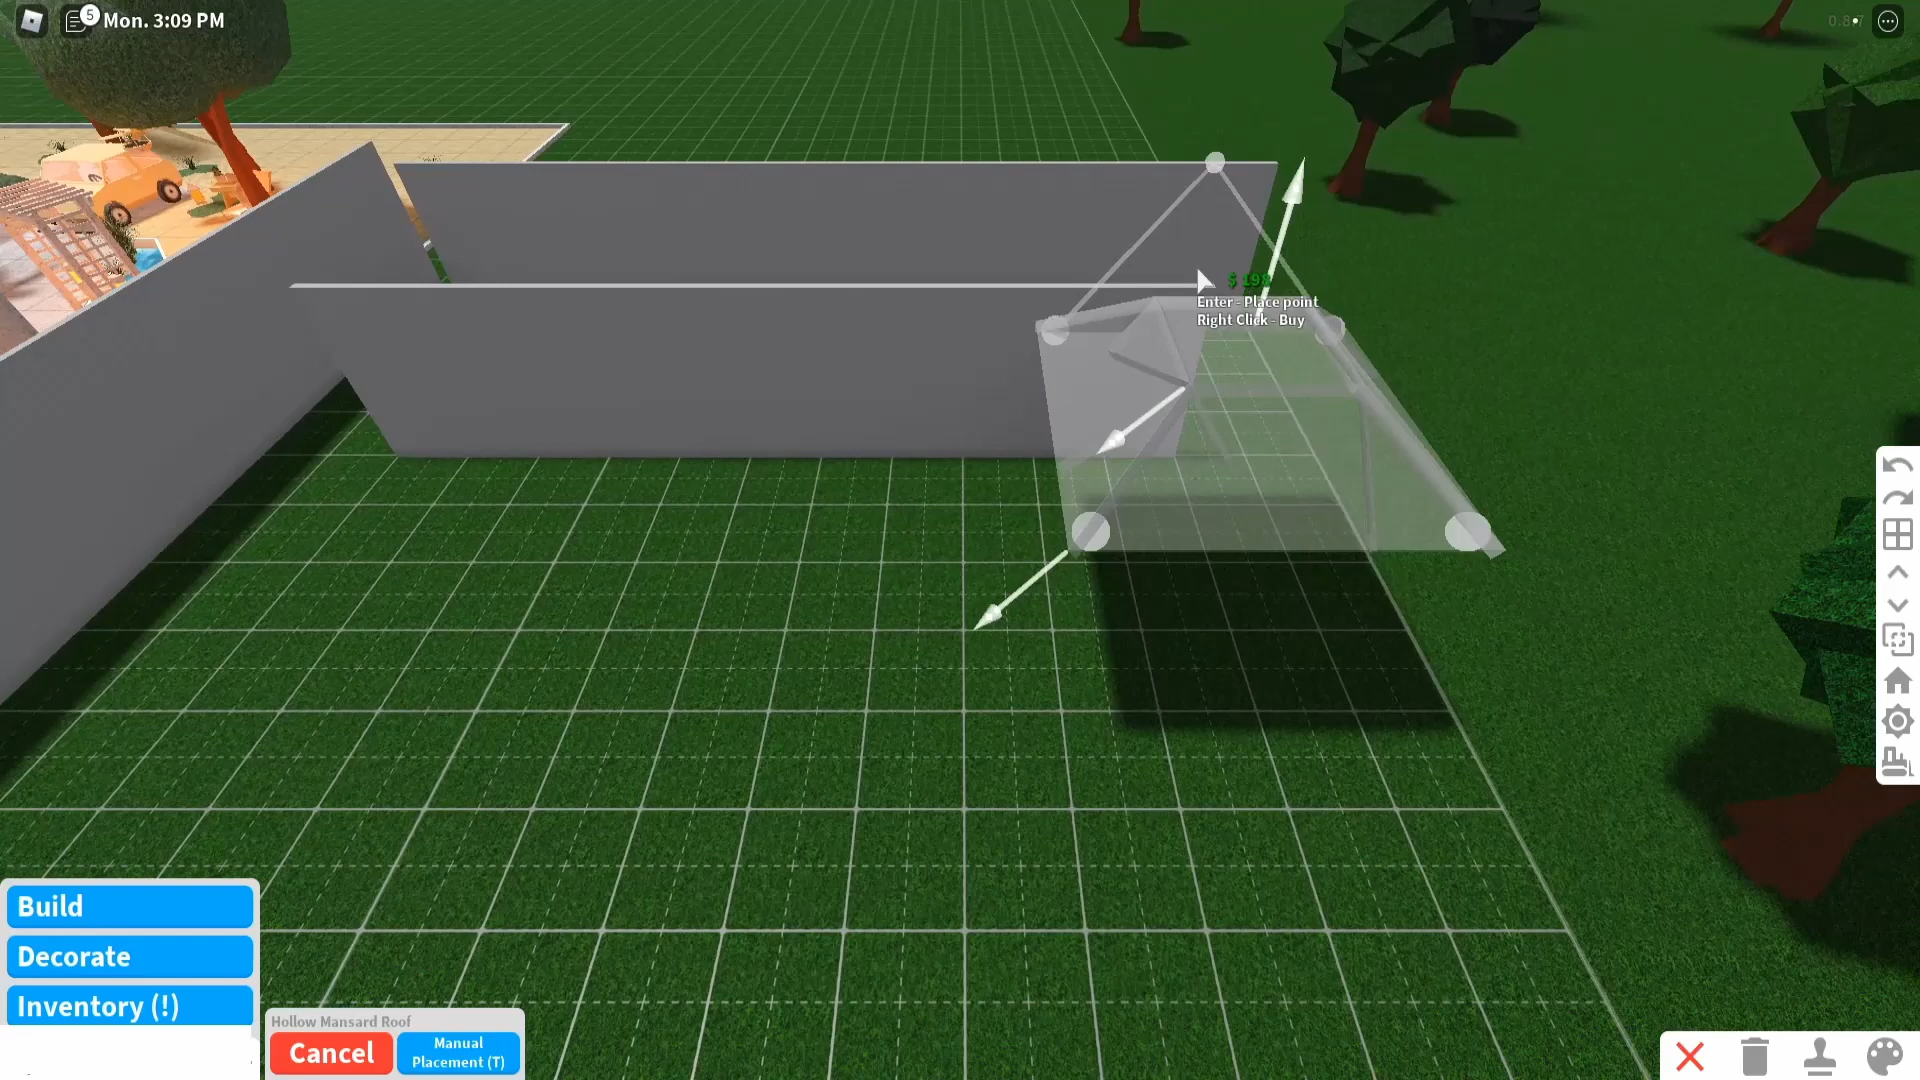 5 Mon. 3:09 PM
$ 198
Enter - Place point
Right Click - Buy
Build
Decorate
Inventory (!)
Hollow Mansard Roof
Cancel
Manual
Placement (T)